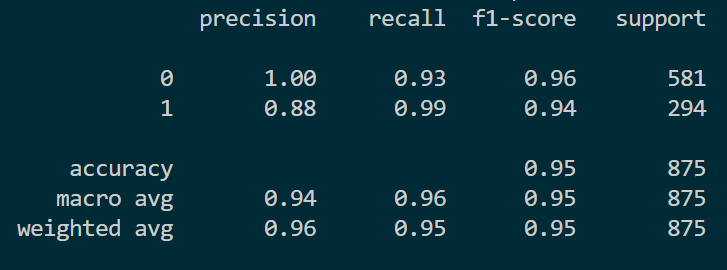 precision recall f1-score support
0 1.00 0.93 0.96 581
1 0.88 0.99 0.94 294
accuracy 0.95 875
macro avg 0.94 0.96 0.95 875
weighted avg 0.96 0.95 0.95 875